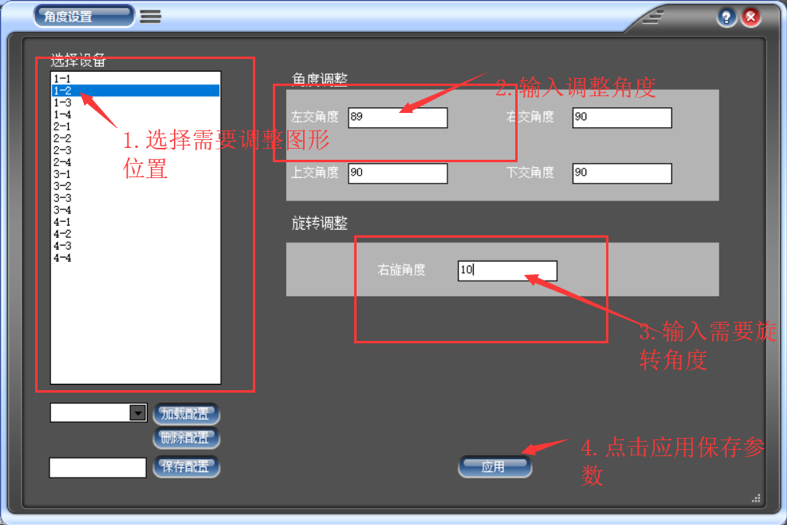 角度设置
选择设备
1-1
1-2
1-3
1-4
2-1
2-2
2-3
2-4
3-1
3-2
3-3
3-4
4-1
4-2
4-3
4-4
1.选择需要调整图形
位置
加载配置
删除配置
保存配置
角度调整
2.输入调整角度
左交角度 89
右交角度 90
上交角度 90
下交角度 90
旋转调整
右旋角度 10
3.输入需要旋
转角度
4.点击应用保存参
数
应用